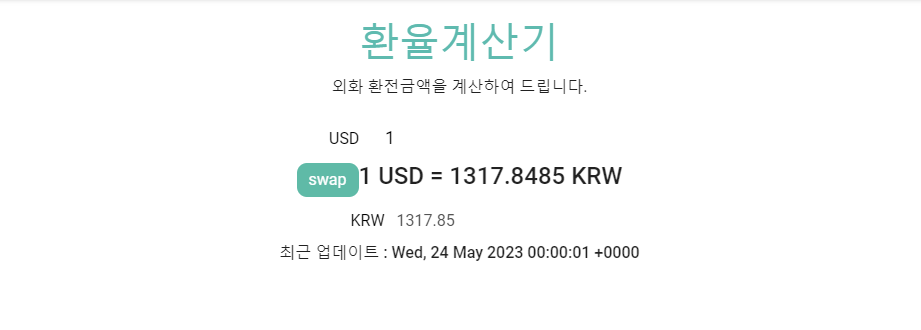 환율계산기
외화 환전금액을 계산하여 드립니다.
USD 1
swap 1 USD = 1317.8485 KRW
KRW 1317.85
최근 업데이트 : Wed, 24 May 2023 00:00:01 +0000